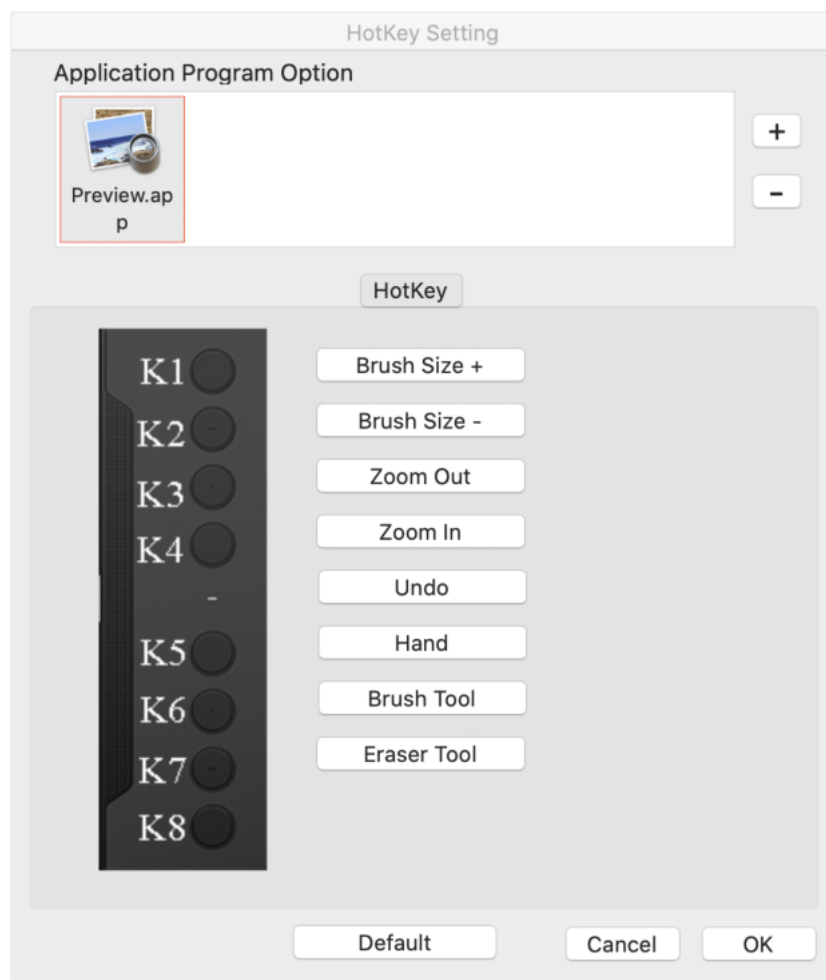 HotKey Setting
Application Program Option
Preview.ap
p
+
-
HotKey
K1
Brush Size +
K2
Brush Size -
K3
Zoom Out
K4
Zoom In
-
Undo
K5
Hand
K6
Brush Tool
K7
Eraser Tool
K8
Default
Cancel
OK